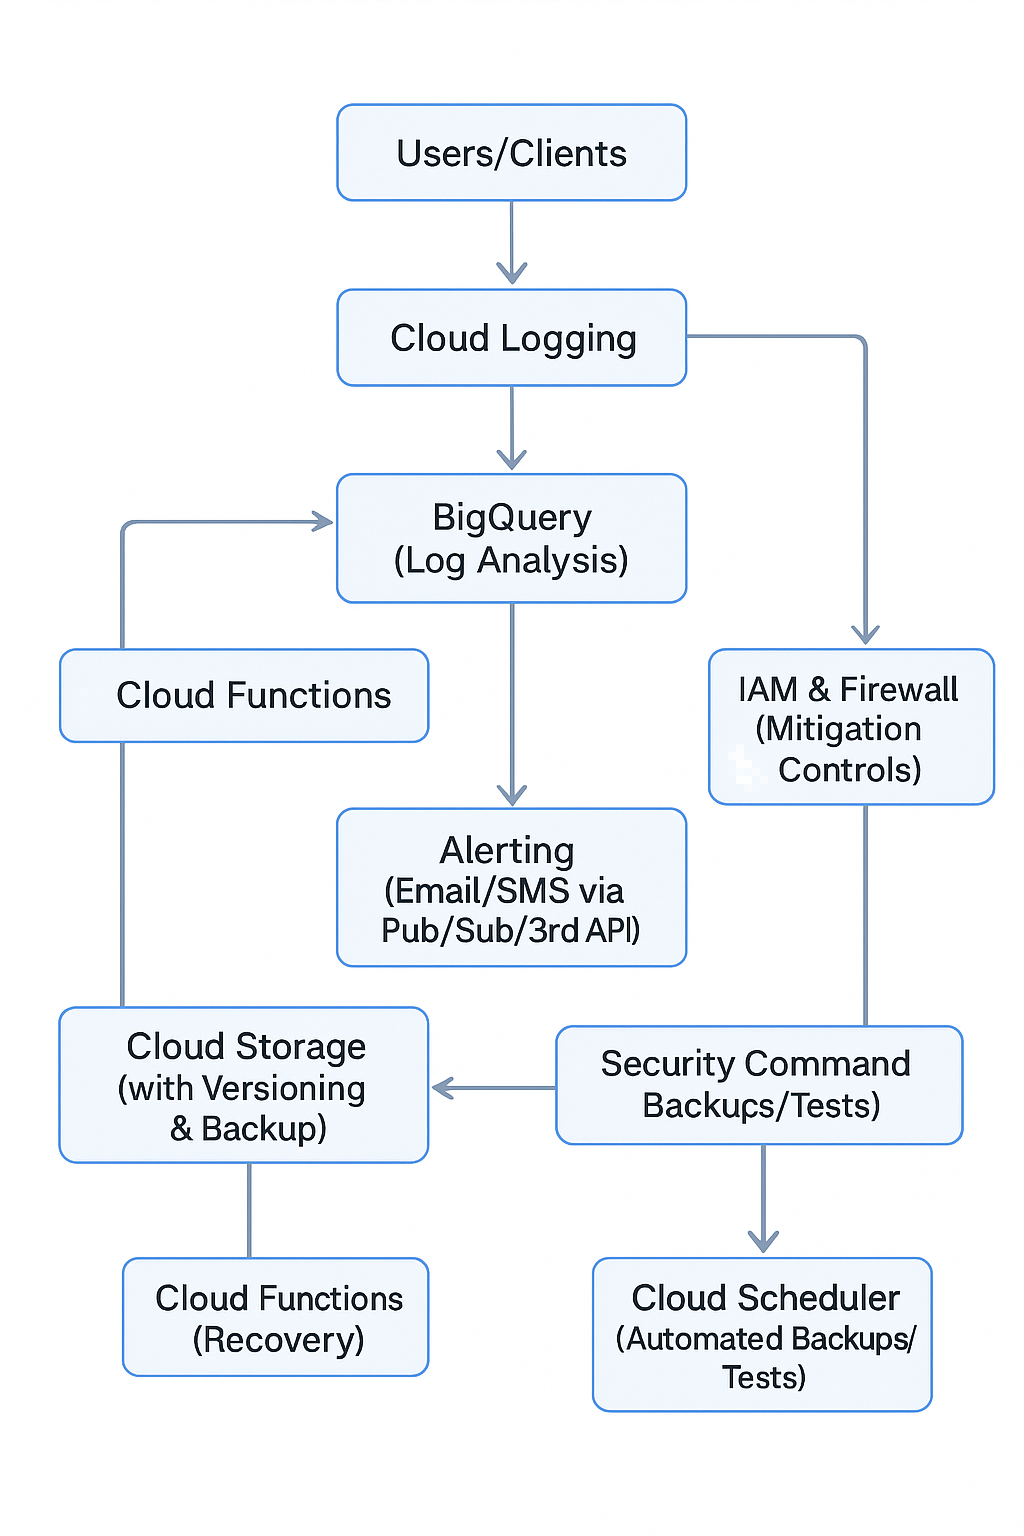 Users/Clients
Cloud Logging
BigQuery
(Log Analysis)
Cloud Functions
IAM & Firewall
(Mitigation
Controls)
Alerting
(Email/SMS via
Pub/Sub/3rd API)
Cloud Storage
(with Versioning
& Backup)
Security Command
Backups/Tests)
Cloud Functions
(Recovery)
Cloud Scheduler
(Automated Backups/
Tests)